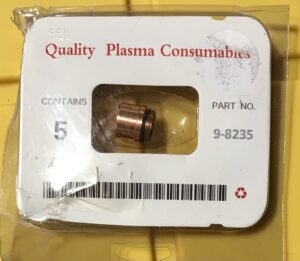 Quality Plasma Consumables
CONTAINS
5
PART NO.
9-8235